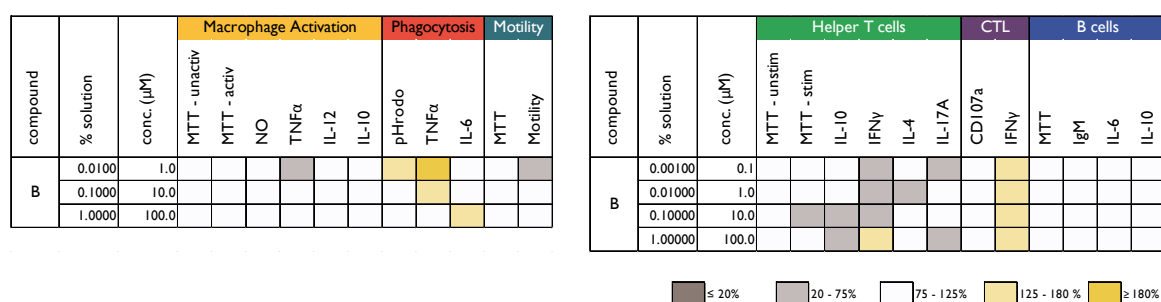 Macrophage Activation Phagocytosis Motility
compound % solution conc. (µM) MTT - unactiv MTT - activ NO TNFα IL-12 IL-10 pHrodo TNFα IL-6 MTT Motility
0.0100 1.0
B 0.1000 10.0
1.0000 100.0
Helper T cells CTL B cells
compound % solution conc. (µM) MTT - unstim MTT - stim IL-10 IFNγ IL-4 IL-17A CD107a IFNγ MTT IgM IL-6 IL-10
0.00100 0.1
0.01000 1.0
B
0.10000 10.0
1.00000 100.0
≤ 20% 20 - 75% 75 - 125% 125 - 180 % ≥ 180%